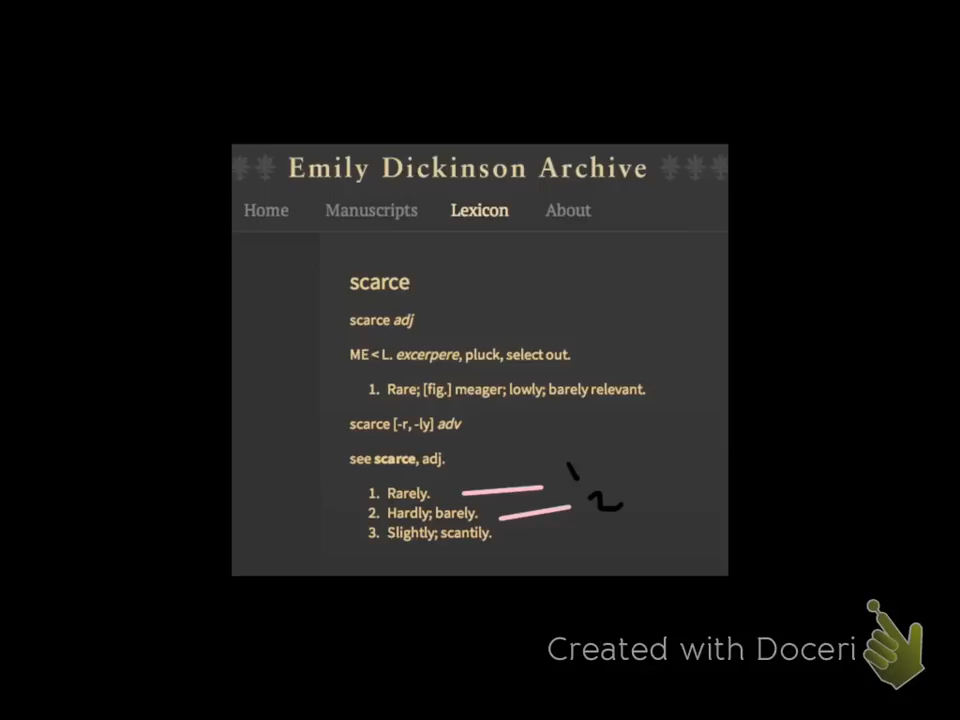 Emily Dickinson Archive
Home Manuscripts Lexicon About
scarce
scarce adj
ME < L. excerpere, pluck, select out.
1. Rare; [fig.] meager; lowly; barely relevant.
scarce [-r, -ly] adv
see scarce, adj.
1. Rarely. 1
2. Hardly; barely. 2
3. Slightly; scantily.
Created with Doceri